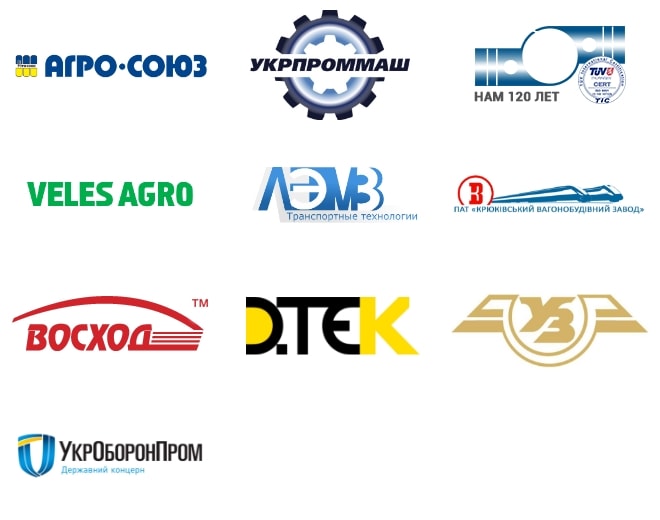 АГРО·СОЮЗ
УКРПРОММАШ
НАМ 120 ЛЕТ
TÜV
CERT
TIC
VELES AGRO
ЛЭМЗ
Транспортные технологии
ПАТ «КРЮКІВСЬКИЙ ВАГОНОБУДІВНИЙ ЗАВОД»
ВОСХОД
TM
D.TEK
УЗ
УкрОборонПром
Державний концерн